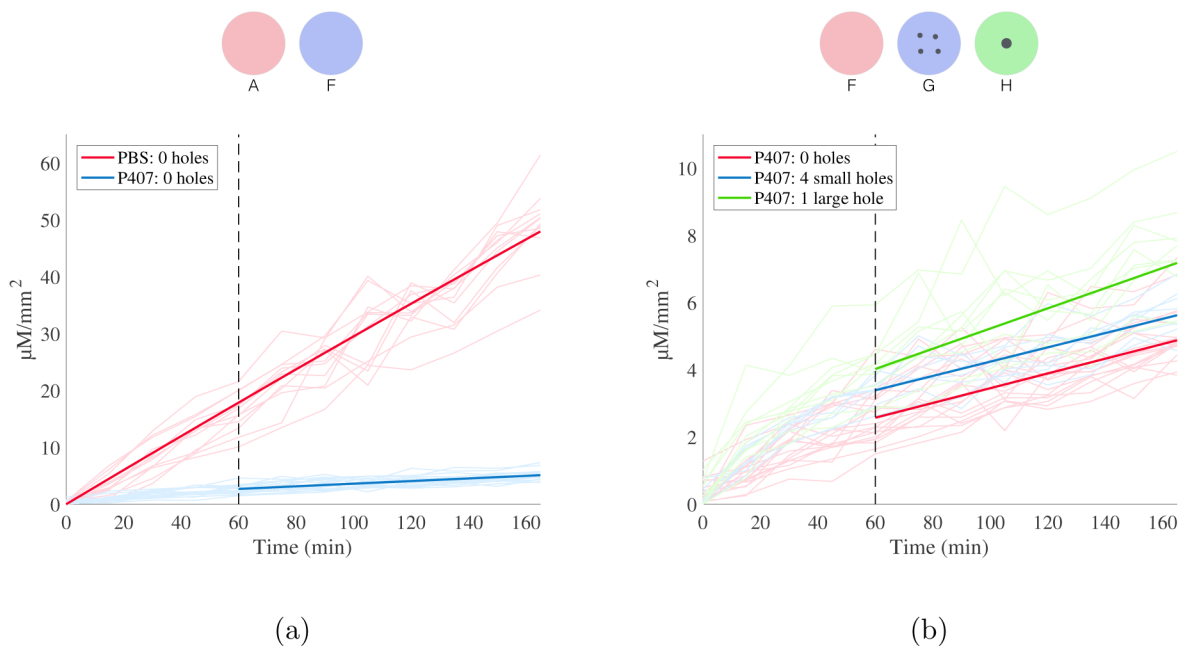 A F
F G H
PBS: 0 holes
P407: 0 holes
60
50
40
30
20
10
0
µM/mm²
0 20 40 60 80 100 120 140 160
Time (min)
(a)
P407: 0 holes
P407: 4 small holes
P407: 1 large hole
10
8
6
4
2
0
µM/mm²
0 20 40 60 80 100 120 140 160
Time (min)
(b)